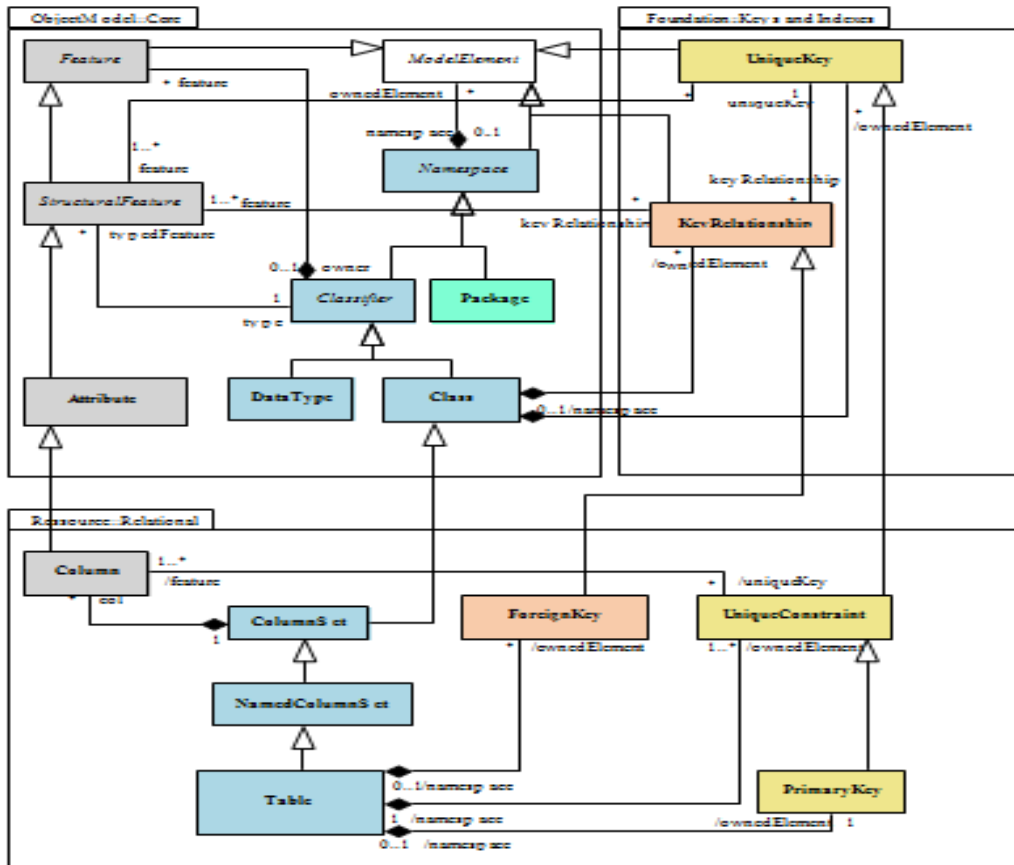 ObjectModel::Core
Foundation::Keys and Indexes
Feature
ModelElement
UniqueKey
* feature
ownedElement *
*
uniqueKey
1
*
/ownedElement
namespace 0..1
1..*
feature
Namespace
keyRelationship
StructuralFeature
1..* feature
*
*
keyRelationship
KeyRelationship
* typedFeature
*
/ownedElement
0..1 owner
1
Classifier
Package
type
Attribute
DataType
Class
0..1 /namespace
Ressource::Relational
Column
1..*
/feature
* /uniqueKey
* col
ColumnSet
1
ForeignKey
UniqueConstraint
* /ownedElement
1..* /ownedElement
NamedColumnSet
Table
0..1/namespace
PrimaryKey
1 /namespace
/ownedElement 1
0..1 /namespace